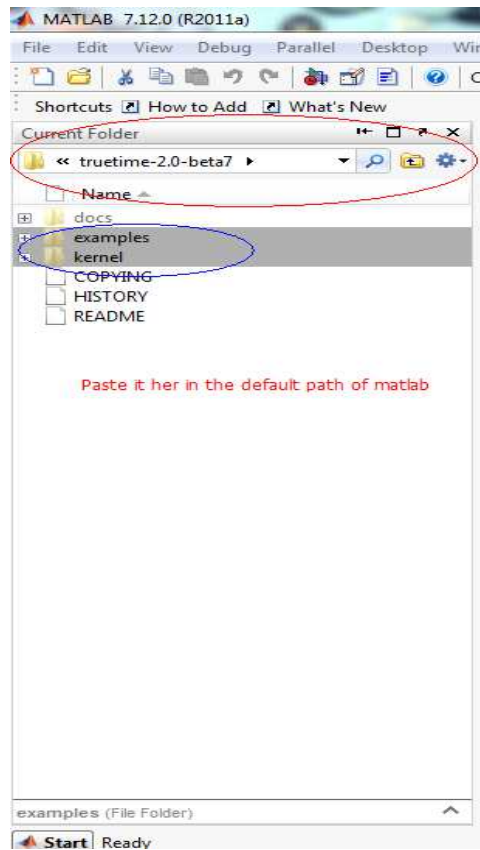 MATLAB 7.12.0 (R2011a)
File Edit View Debug Parallel Desktop
Shortcuts How to Add What's New
Current Folder
« truetime-2.0-beta7
Name
docs
examples
kernel
COPYING
HISTORY
README
Paste it her in the default path of matlab
examples (File Folder)
Start Ready